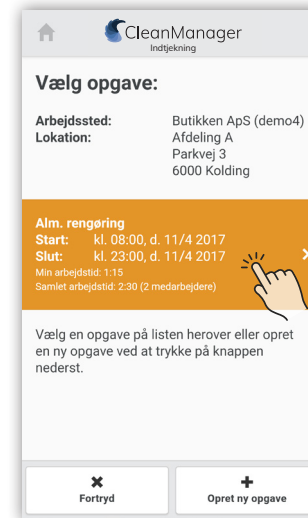 CleanManager
Indtjekning
Vælg opgave:
Arbejdssted: Butikken ApS (demo4)
Lokation: Afdeling A
Parkvej 3
6000 Kolding
Alm. rengøring
Start: kl. 08:00, d. 11/4 2017
Slut: kl. 23:00, d. 11/4 2017
Min arbejdstid: 1:15
Samlet arbejdstid: 2:30 (2 medarbejdere)
Vælg en opgave på listen herover eller opret
en ny opgave ved at trykke på knappen
nederst.
Fortryd
Opret ny opgave